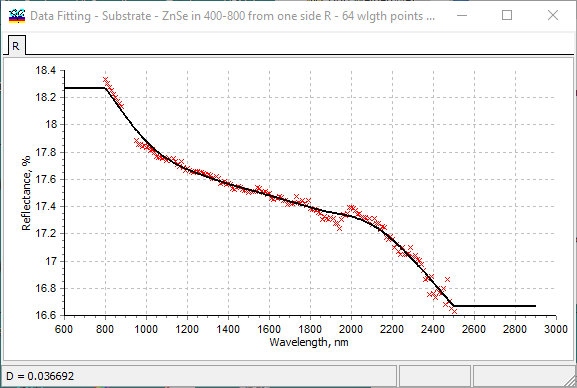 Data Fitting - Substrate - ZnSe in 400-800 from one side R - 64 wlgth points ...
R
18.4
18.2
18
17.8
17.6
17.4
17.2
17
16.8
16.6
Reflectance, %
600 800 1000 1200 1400 1600 1800 2000 2200 2400 2600 2800 3000
Wavelength, nm
D = 0.036692